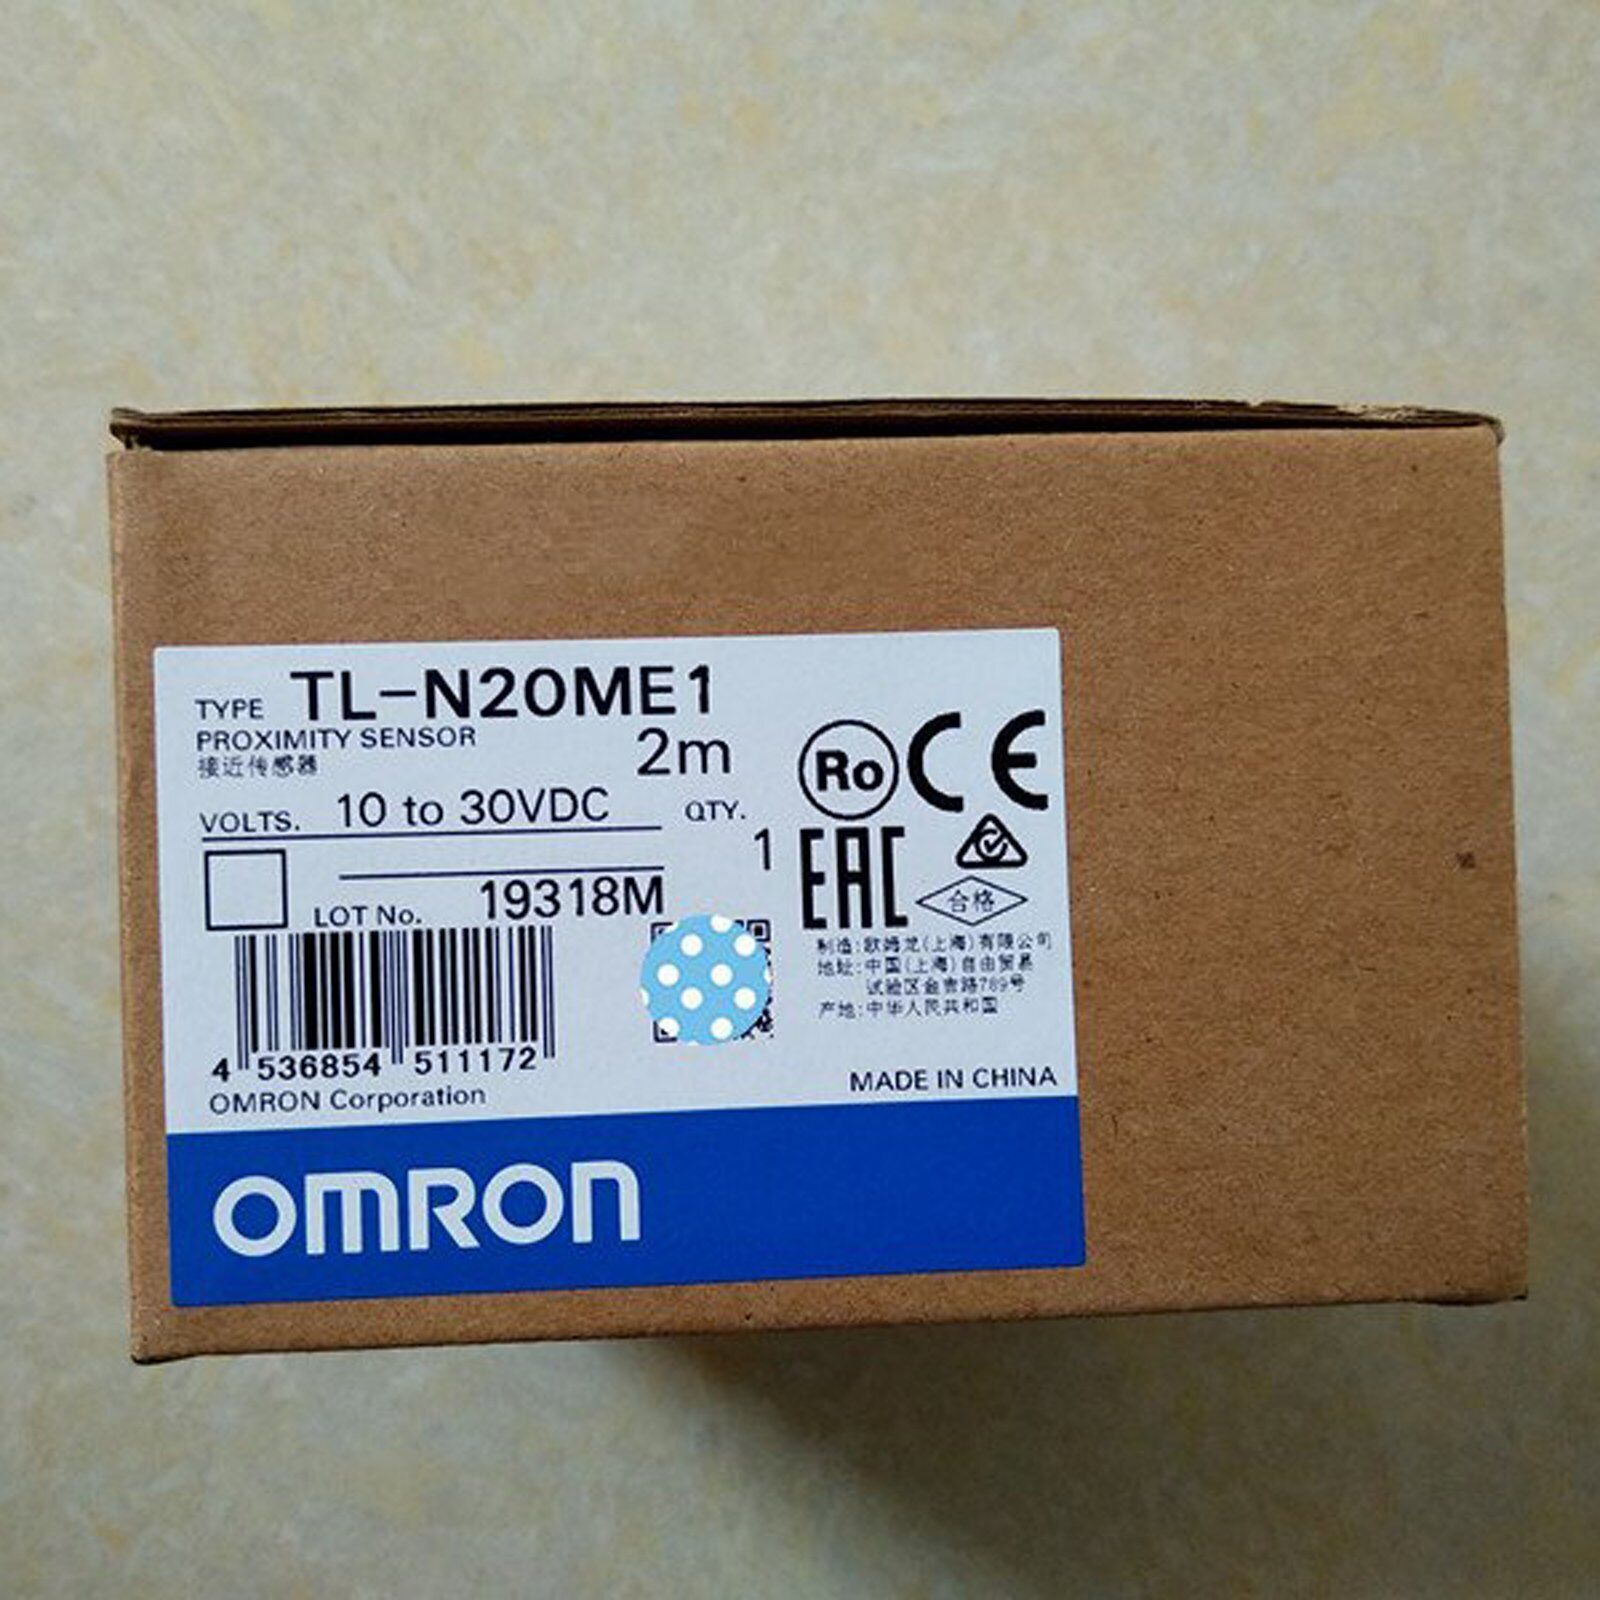 TYPE TL-N20ME1
PROXIMITY SENSOR
接近传感器
2m
VOLTS. 10 to 30VDC
QTY. 1
LOT No. 19318M
4 536854 511172
OMRON Corporation
Ro CE
EAC
合格
制造:欧姆龙(上海)有限公司
地址:中国(上海)自由贸易
试验区金吉路789号
产地:中华人民共和国
MADE IN CHINA
OMRON